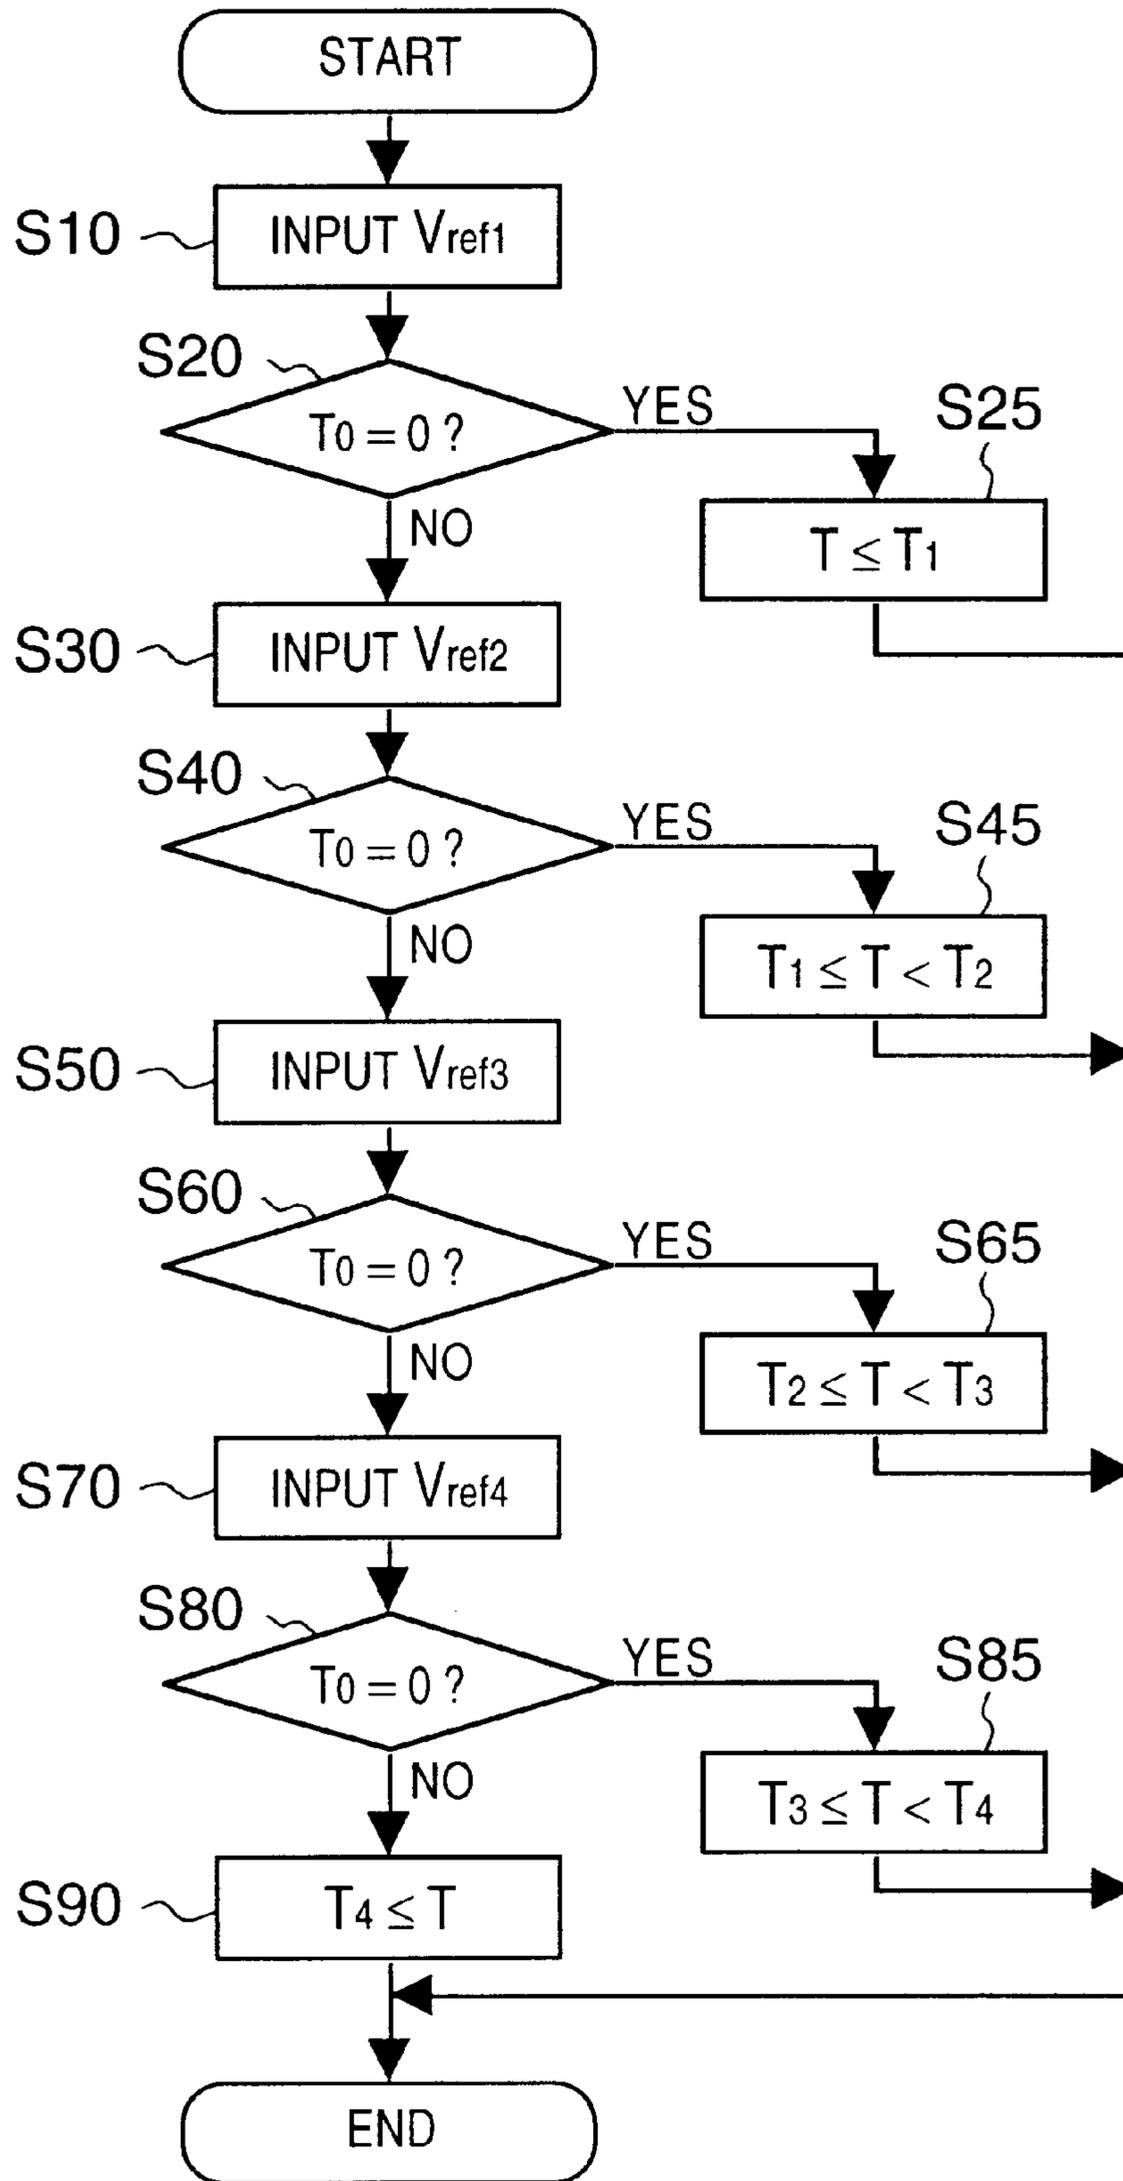 START
S10
INPUT Vref1
S20
T0 = 0 ?
YES
S25
T ≤ T1
NO
S30
INPUT Vref2
S40
T0 = 0 ?
YES
S45
T1 ≤ T < T2
NO
S50
INPUT Vref3
S60
T0 = 0 ?
YES
S65
T2 ≤ T < T3
NO
S70
INPUT Vref4
S80
T0 = 0 ?
YES
S85
T3 ≤ T < T4
NO
S90
T4 ≤ T
END